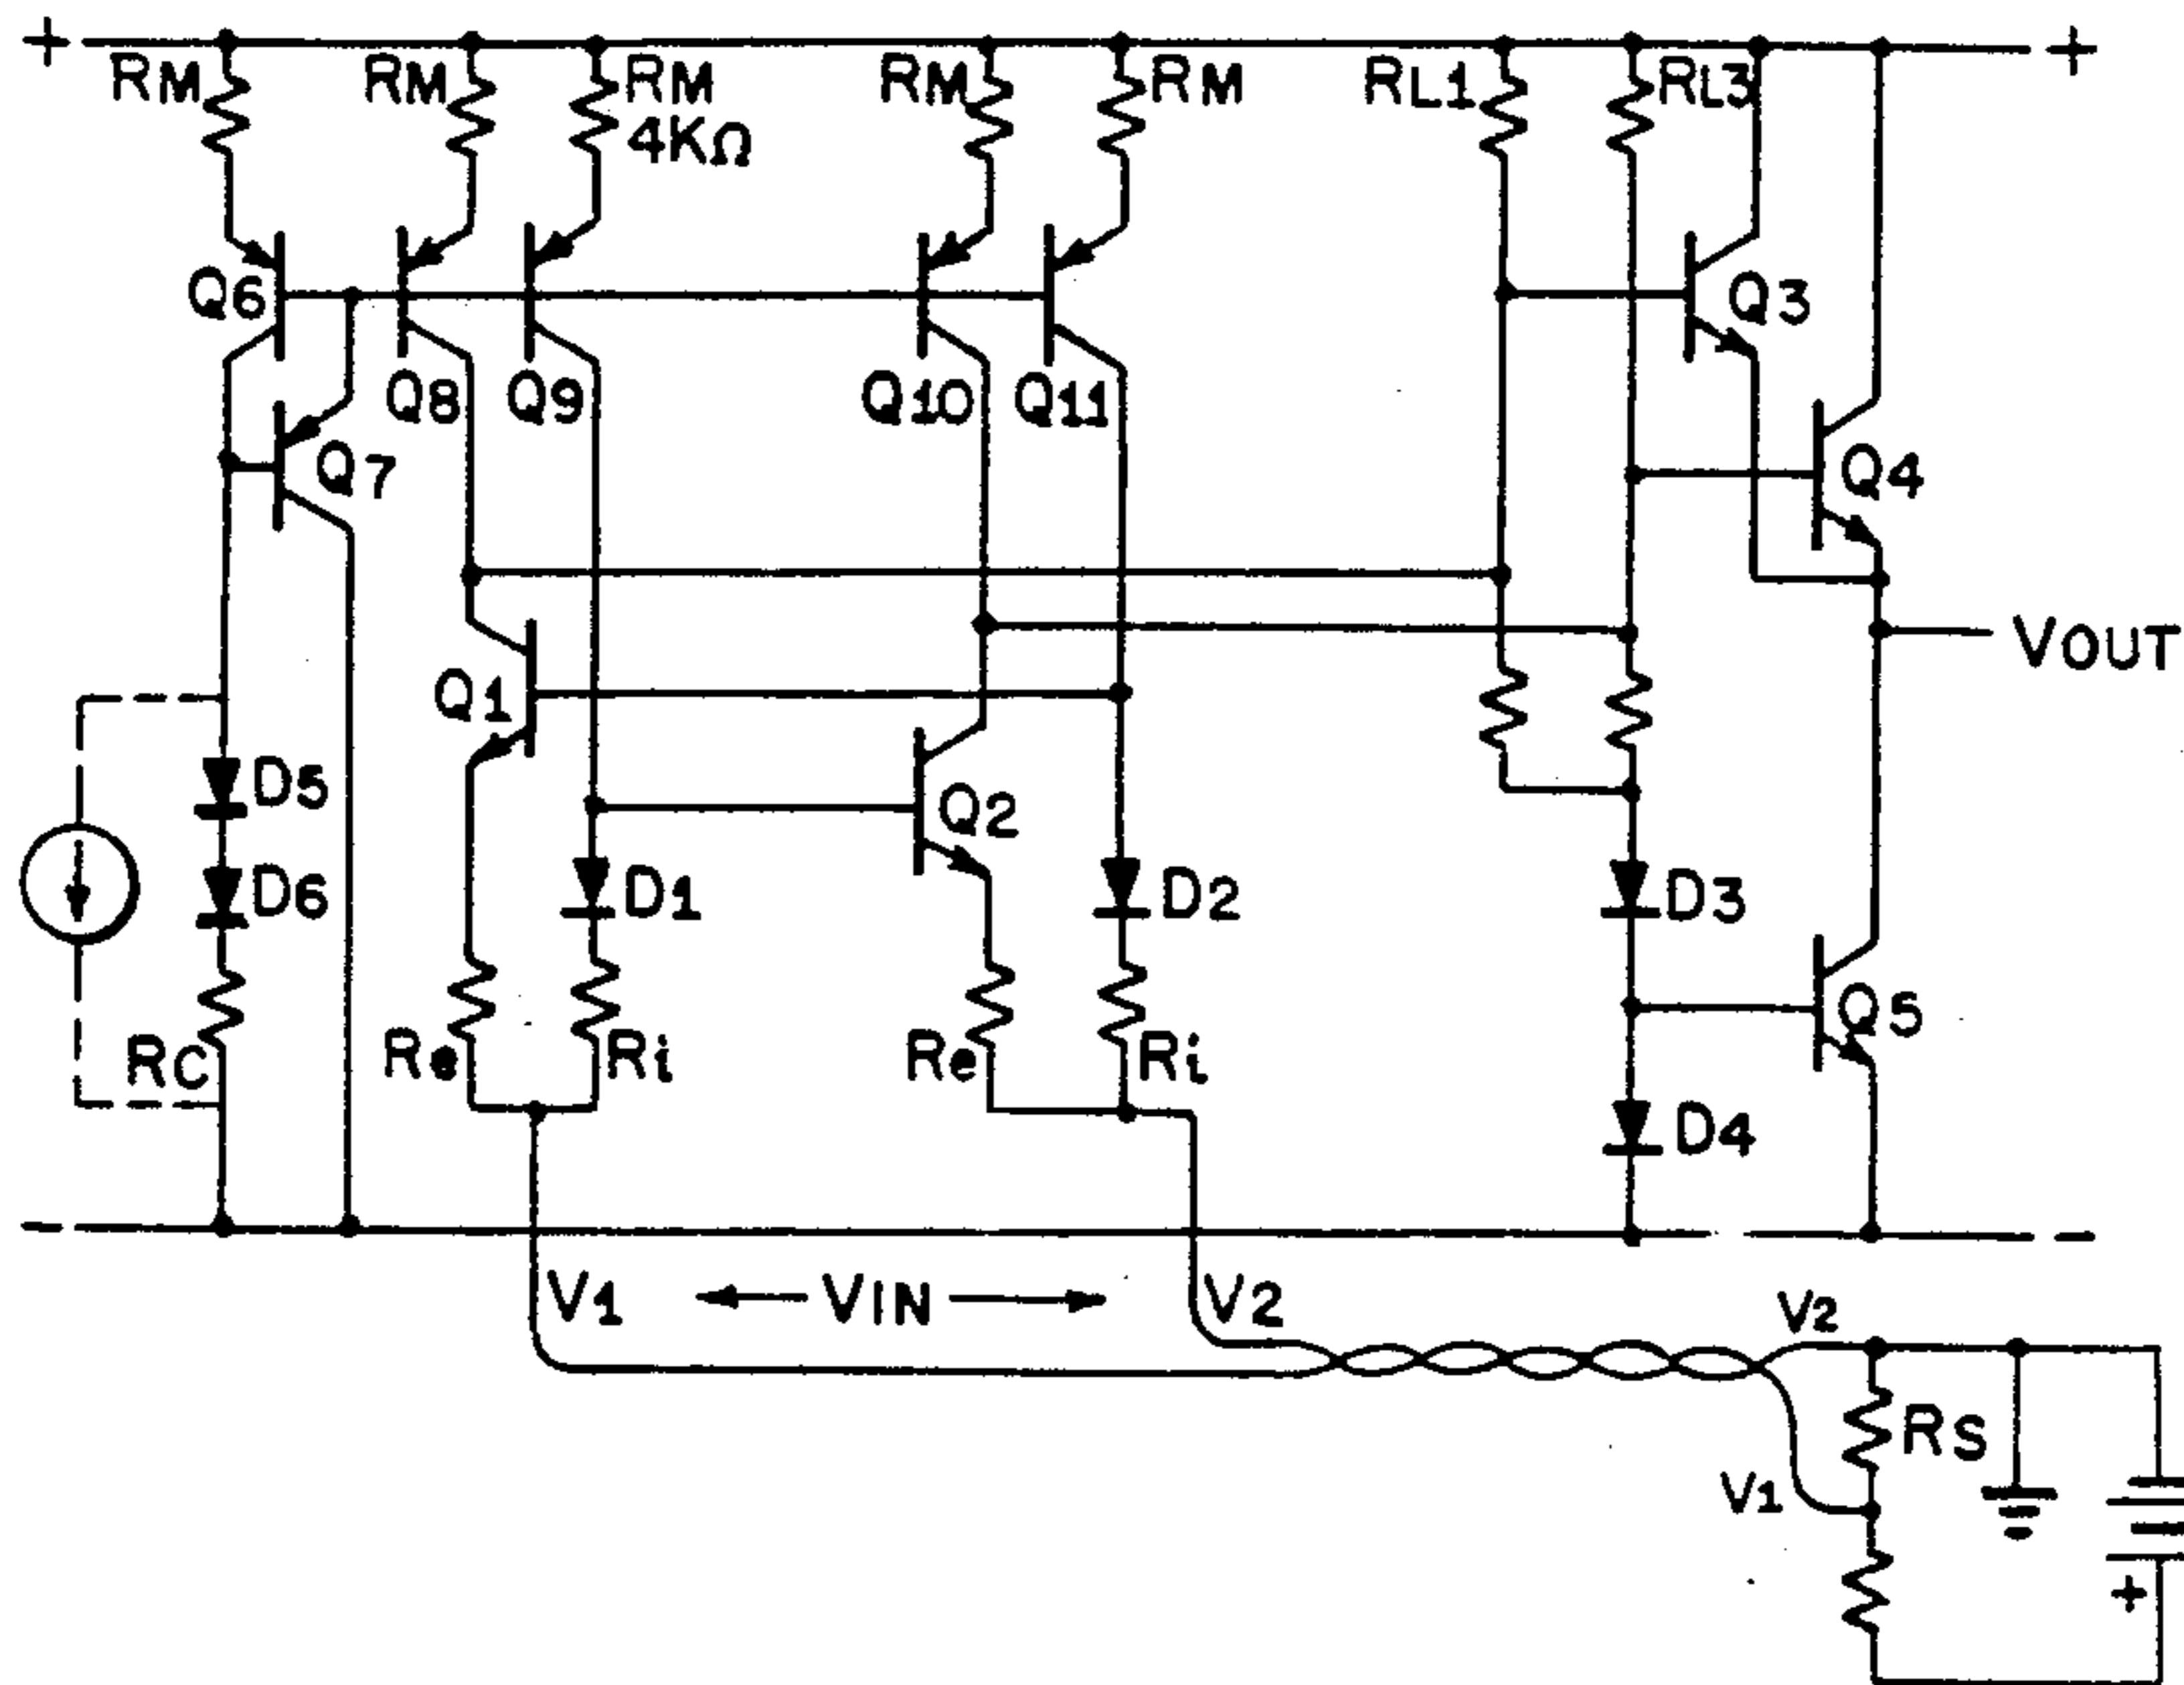 + +
RM RM RM RM RM RL1 RL3
4KΩ
Q6 Q3
Q8 Q9 Q10 Q11
Q7 Q4
VOUT
Q1
D5 Q2
D6 D1 D2 D3
Q5
RC Re Ri Re Ri
D4
- -
V1 VIN V2
V2
RS
V1
+